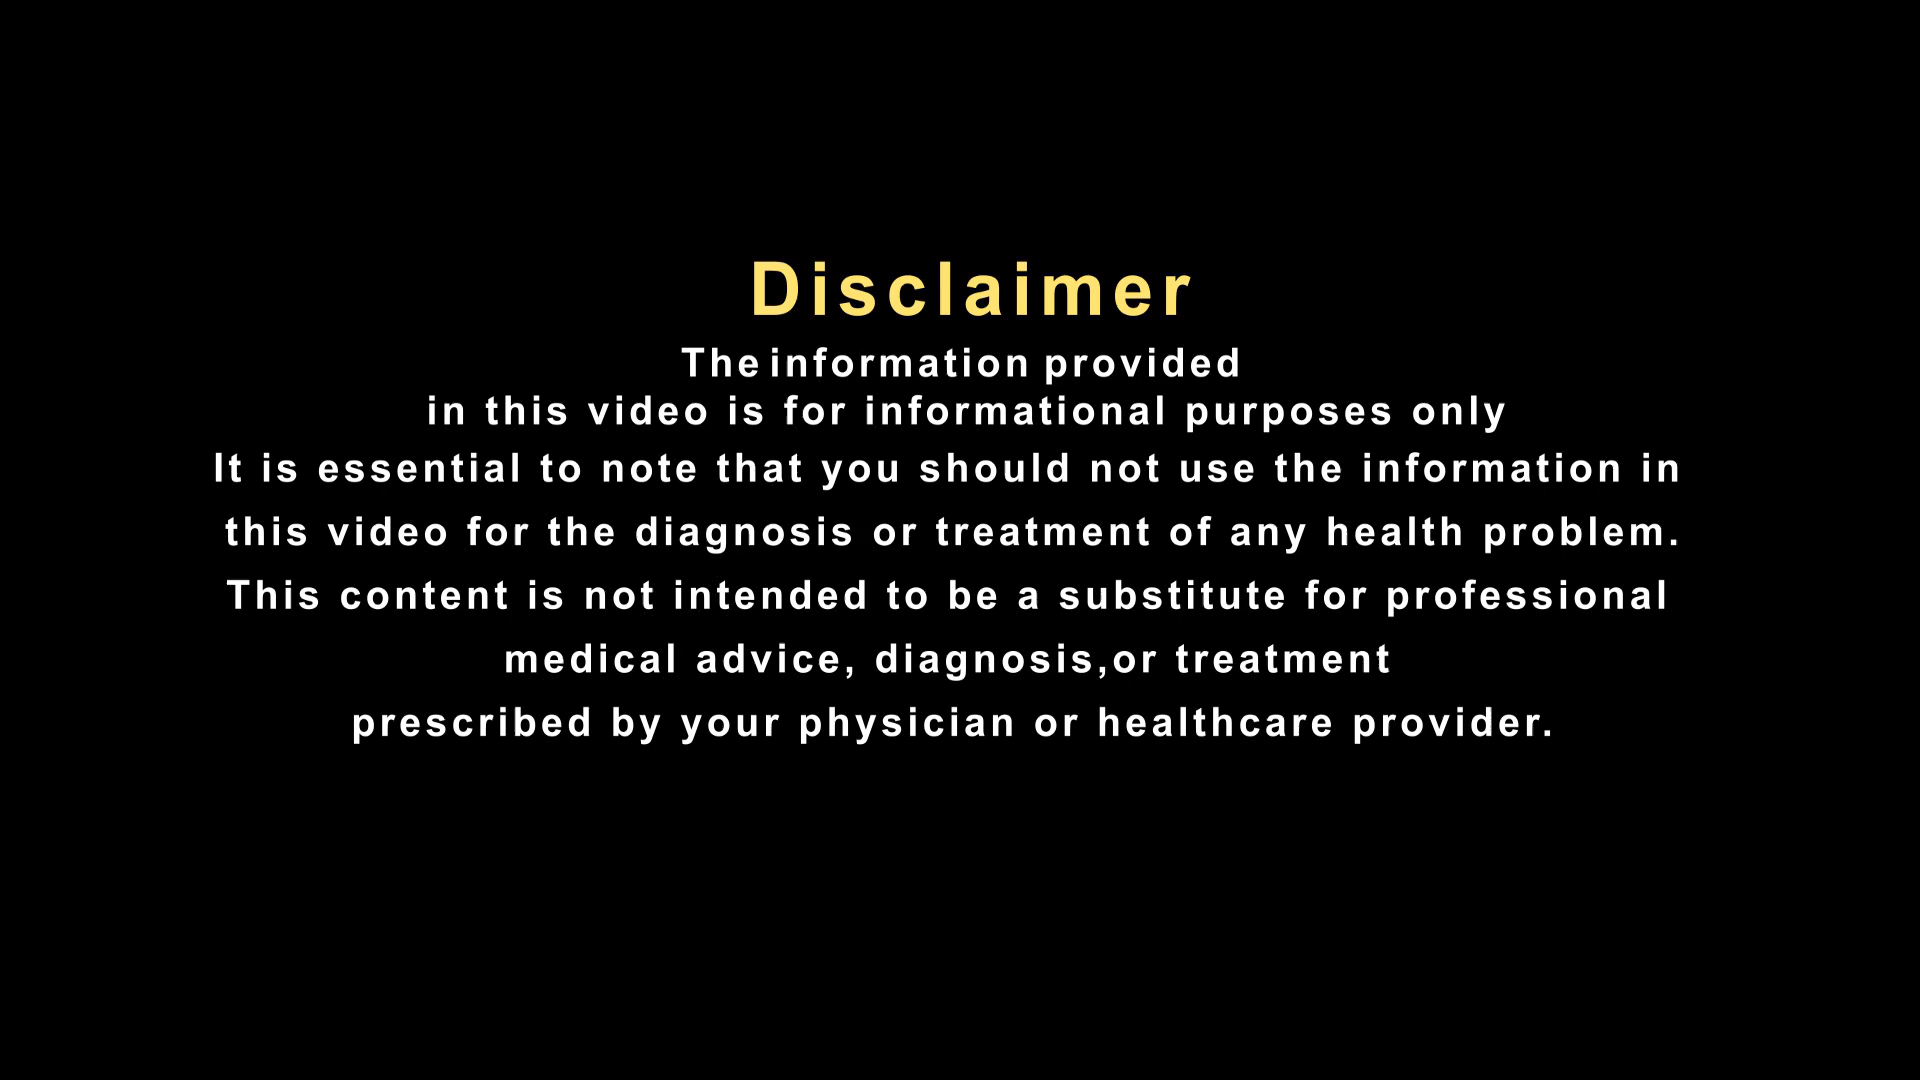 Disclaimer
The information provided
in this video is for informational purposes only
It is essential to note that you should not use the information in
this video for the diagnosis or treatment of any health problem.
This content is not intended to be a substitute for professional
medical advice, diagnosis,or treatment
prescribed by your physician or healthcare provider.